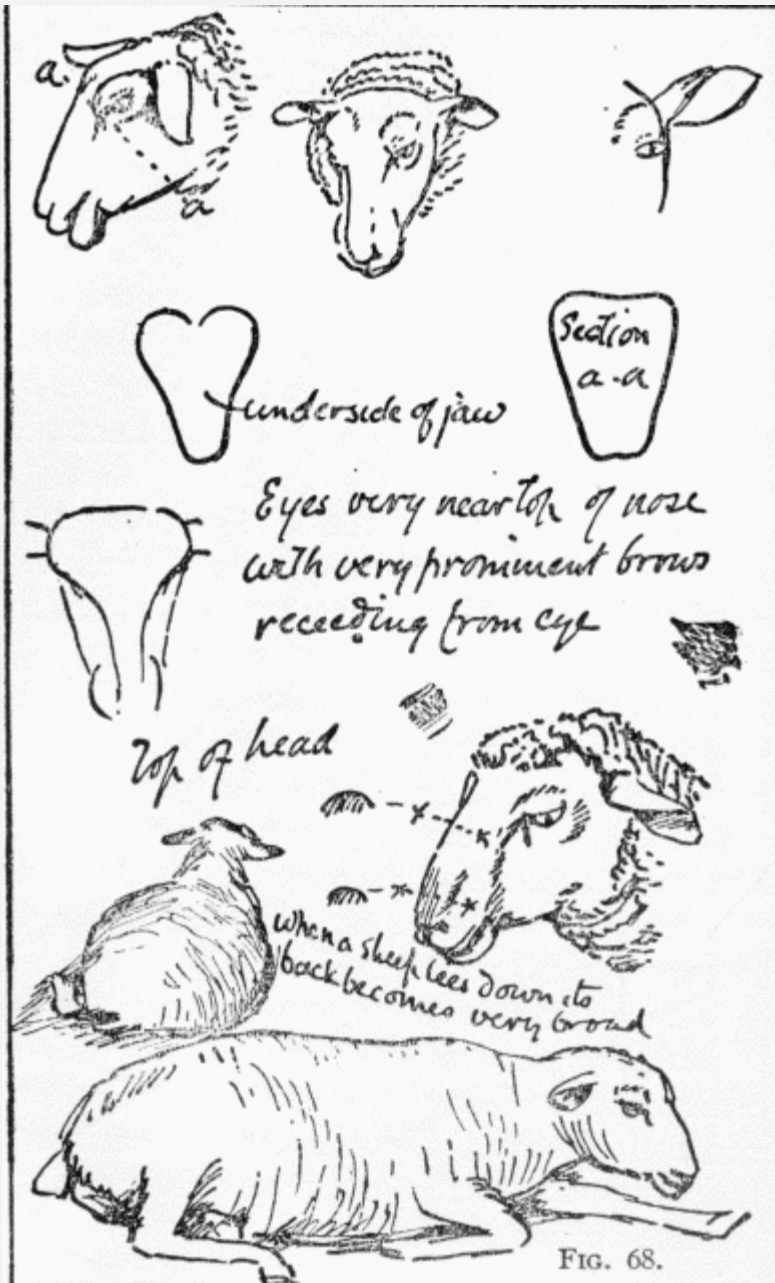 a.
a
Section
a-a
underside of jaw
Eyes very near top of nose
with very prominent brows
receeding from eye
Top of head
when a sheep lees down its
back becomes very broad
FIG. 68.